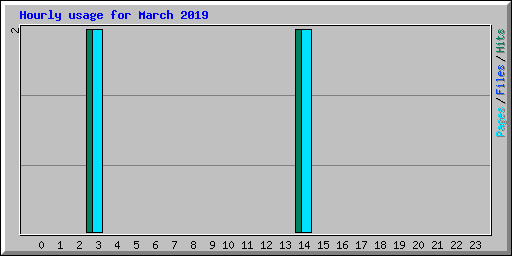 Hourly usage for March 2019
2
Pages/Files/Hits
0 1 2 3 4 5 6 7 8 9 10 11 12 13 14 15 16 17 18 19 20 21 22 23